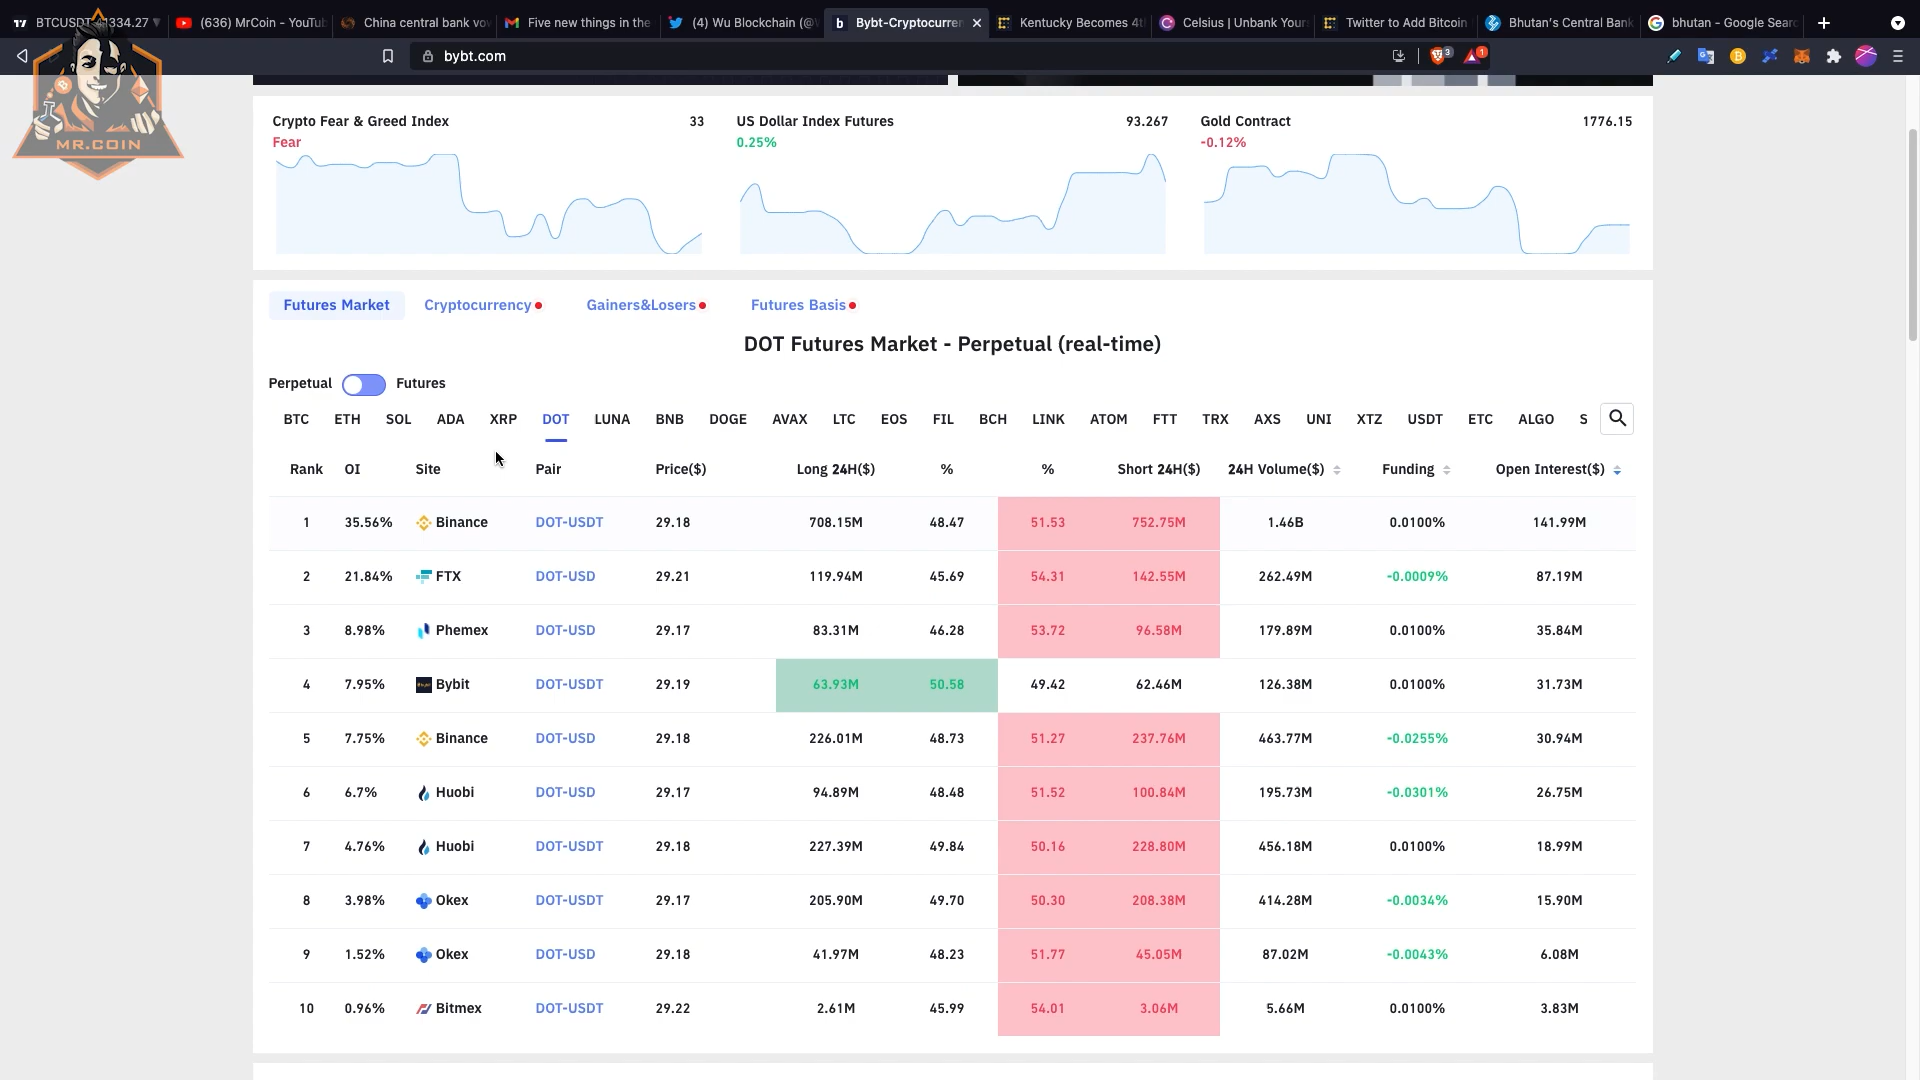 BTCUSDT 41334.27
(636) MrCoin - YouTub
China central bank vow
Five new things in the
(4) Wu Blockchain (@
Bybt-Cryptocurren
Kentucky Becomes 4t
Celsius | Unbank Your
Twitter to Add Bitcoin
Bhutan's Central Bank
bhutan - Google Sear
bybt.com
3
1
MR.COIN
Crypto Fear & Greed Index 33
Fear
US Dollar Index Futures 93.267
0.25%
Gold Contract 1776.15
-0.12%
Futures Market Cryptocurrency Gainers&Losers Futures Basis
DOT Futures Market - Perpetual (real-time)
Perpetual Futures
BTC ETH SOL ADA XRP DOT LUNA BNB DOGE AVAX LTC EOS FIL BCH LINK ATOM FTT TRX AXS UNI XTZ USDT ETC ALGO S
Rank OI Site Pair Price($) Long 24H($) % % Short 24H($) 24H Volume($) Funding Open Interest($)
1 35.56% Binance DOT-USDT 29.18 708.15M 48.47 51.53 752.75M 1.46B 0.0100% 141.99M
2 21.84% FTX DOT-USD 29.21 119.94M 45.69 54.31 142.55M 262.49M -0.0009% 87.19M
3 8.98% Phemex DOT-USD 29.17 83.31M 46.28 53.72 96.58M 179.89M 0.0100% 35.84M
4 7.95% Bybit DOT-USDT 29.19 63.93M 50.58 49.42 62.46M 126.38M 0.0100% 31.73M
5 7.75% Binance DOT-USD 29.18 226.01M 48.73 51.27 237.76M 463.77M -0.0255% 30.94M
6 6.7% Huobi DOT-USD 29.17 94.89M 48.48 51.52 100.84M 195.73M -0.0301% 26.75M
7 4.76% Huobi DOT-USDT 29.18 227.39M 49.84 50.16 228.80M 456.18M 0.0100% 18.99M
8 3.98% Okex DOT-USDT 29.17 205.90M 49.70 50.30 208.38M 414.28M -0.0034% 15.90M
9 1.52% Okex DOT-USD 29.18 41.97M 48.23 51.77 45.05M 87.02M -0.0043% 6.08M
10 0.96% Bitmex DOT-USDT 29.22 2.61M 45.99 54.01 3.06M 5.66M 0.0100% 3.83M